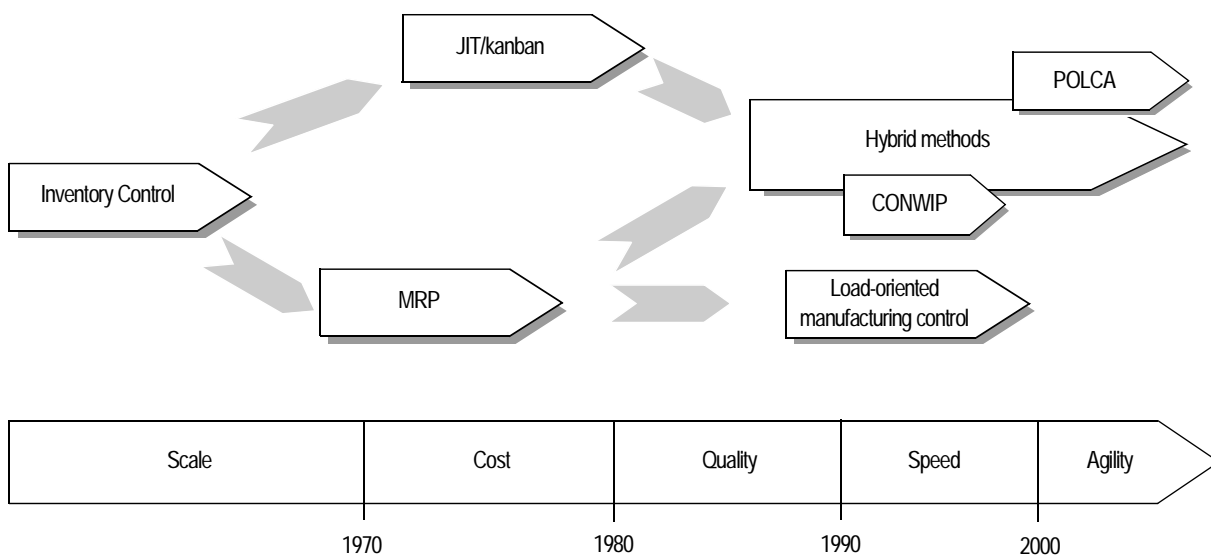 JIT/kanban
POLCA
Hybrid methods
Inventory Control
CONWIP
MRP
Load-oriented
manufacturing control
Scale
Cost
Quality
Speed
Agility
1970
1980
1990
2000